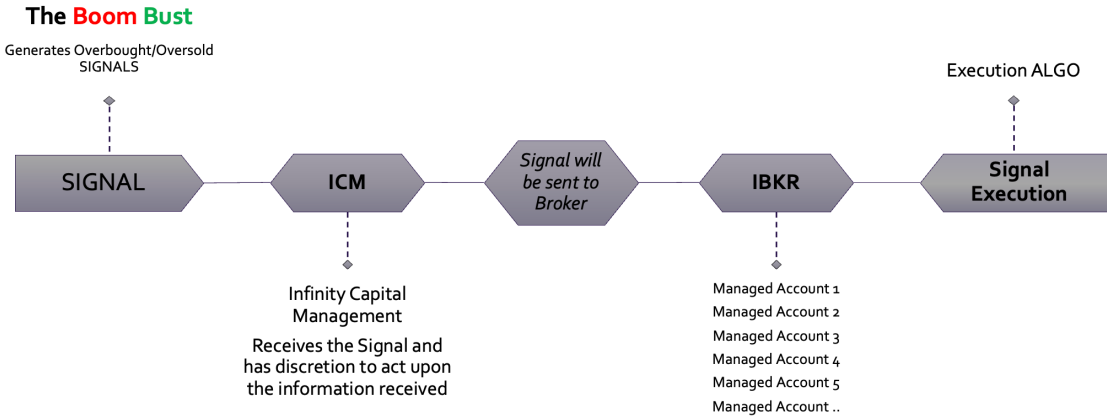 The Boom Bust
Generates Overbought/Oversold
SIGNALS
Execution ALGO
SIGNAL
ICM
Signal will
be sent to
Broker
IBKR
Signal
Execution
Infinity Capital
Management
Receives the Signal and
has discretion to act upon
the information received
Managed Account 1
Managed Account 2
Managed Account 3
Managed Account 4
Managed Account 5
Managed Account ..